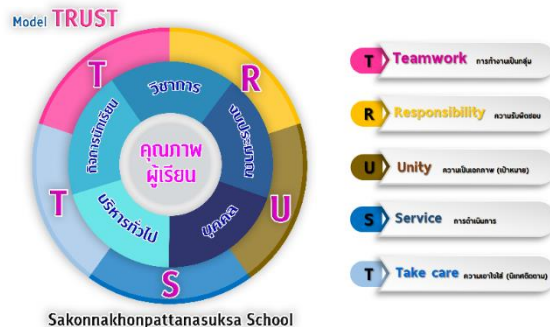 Model TRUST
T
R
U
S
T
วิชาการ
งบประมาณ
บุคคล
บริหารทั่วไป
กิจการนักเรียน
คุณภาพ
ผู้เรียน
Sakonnakhonpattanasuksa School
T Teamwork การทำงานเป็นกลุ่ม
R Responsibility ความรับผิดชอบ
U Unity ความเป็นเอกภาพ (เป้าหมาย)
S Service การดำเนินการ
T Take care ความเอาใจใส่ (นิเทศติดตาม)